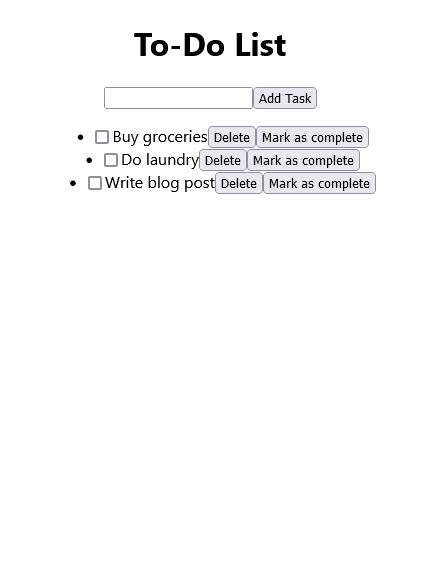 To-Do List
Add Task
Buy groceries Delete Mark as complete
Do laundry Delete Mark as complete
Write blog post Delete Mark as complete